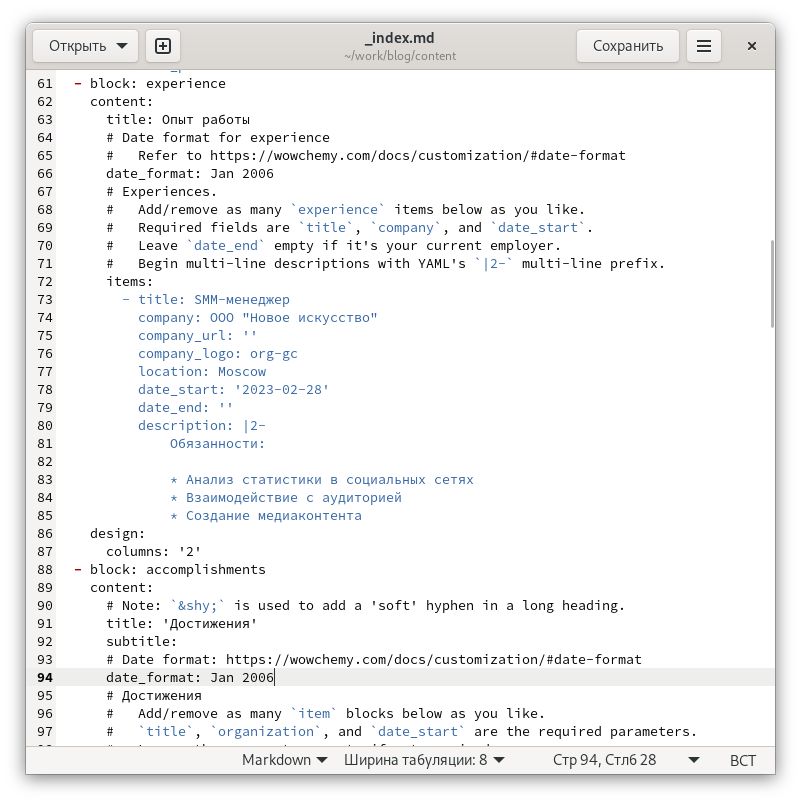 Открыть
_index.md
~/work/blog/content
Сохранить
61 - block: experience
62 content:
63 title: Опыт работы
64 # Date format for experience
65 #   Refer to https://wowchemy.com/docs/customization/#date-format
66 date_format: Jan 2006
67 # Experiences.
68 #   Add/remove as many `experience` items below as you like.
69 #   Required fields are `title`, `company`, and `date_start`.
70 #   Leave `date_end` empty if it's your current employer.
71 #   Begin multi-line descriptions with YAML's `|2-` multi-line prefix.
72 items:
73 - title: SMM-менеджер
74 company: ООО "Новое искусство"
75 company_url: ''
76 company_logo: org-gc
77 location: Moscow
78 date_start: '2023-02-28'
79 date_end: ''
80 description: |2-
81 Обязанности:
82
83 * Анализ статистики в социальных сетях
84 * Взаимодействие с аудиторией
85 * Создание медиаконтента
86 design:
87 columns: '2'
88 - block: accomplishments
89 content:
90 # Note: `&shy;` is used to add a 'soft' hyphen in a long heading.
91 title: 'Достижения'
92 subtitle:
93 # Date format: https://wowchemy.com/docs/customization/#date-format
94 date_format: Jan 2006
95 # Достижения
96 #   Add/remove as many `item` blocks below as you like.
97 #   `title`, `organization`, and `date_start` are the required parameters.
Markdown Ширина табуляции: 8 Стр 94, Стлб 28 ВСТ